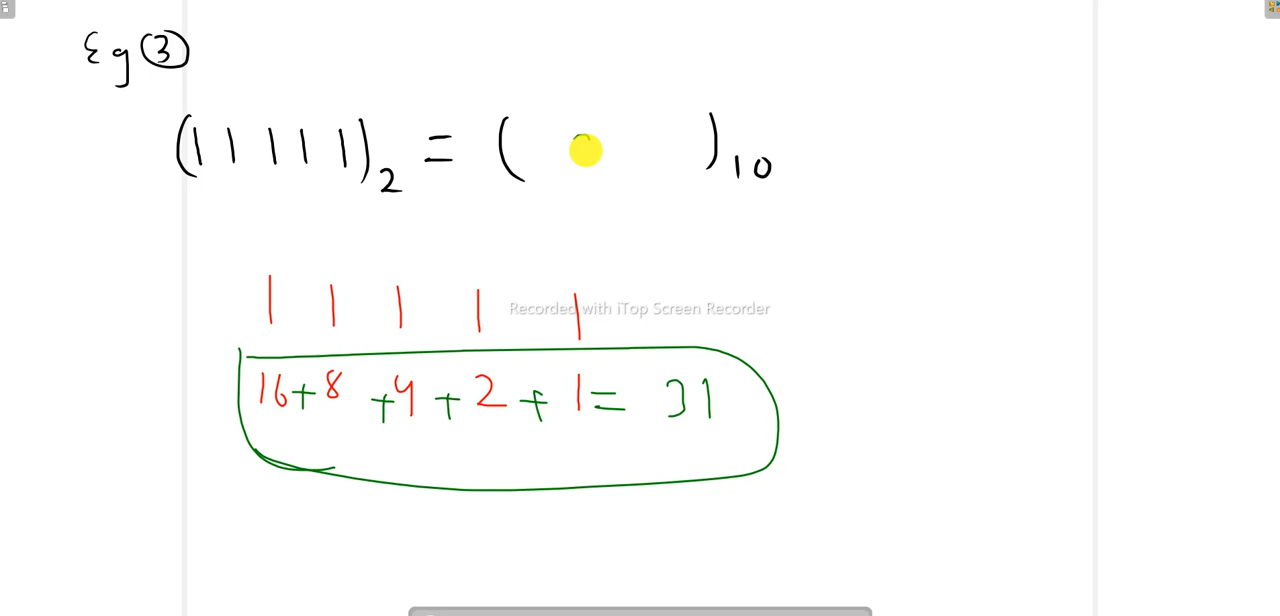 Eg ③
(11111)₂ = ( )₁₀
1 1 1 1 1
Recorded with iTop Screen Recorder
16+8+4+2+1= 31